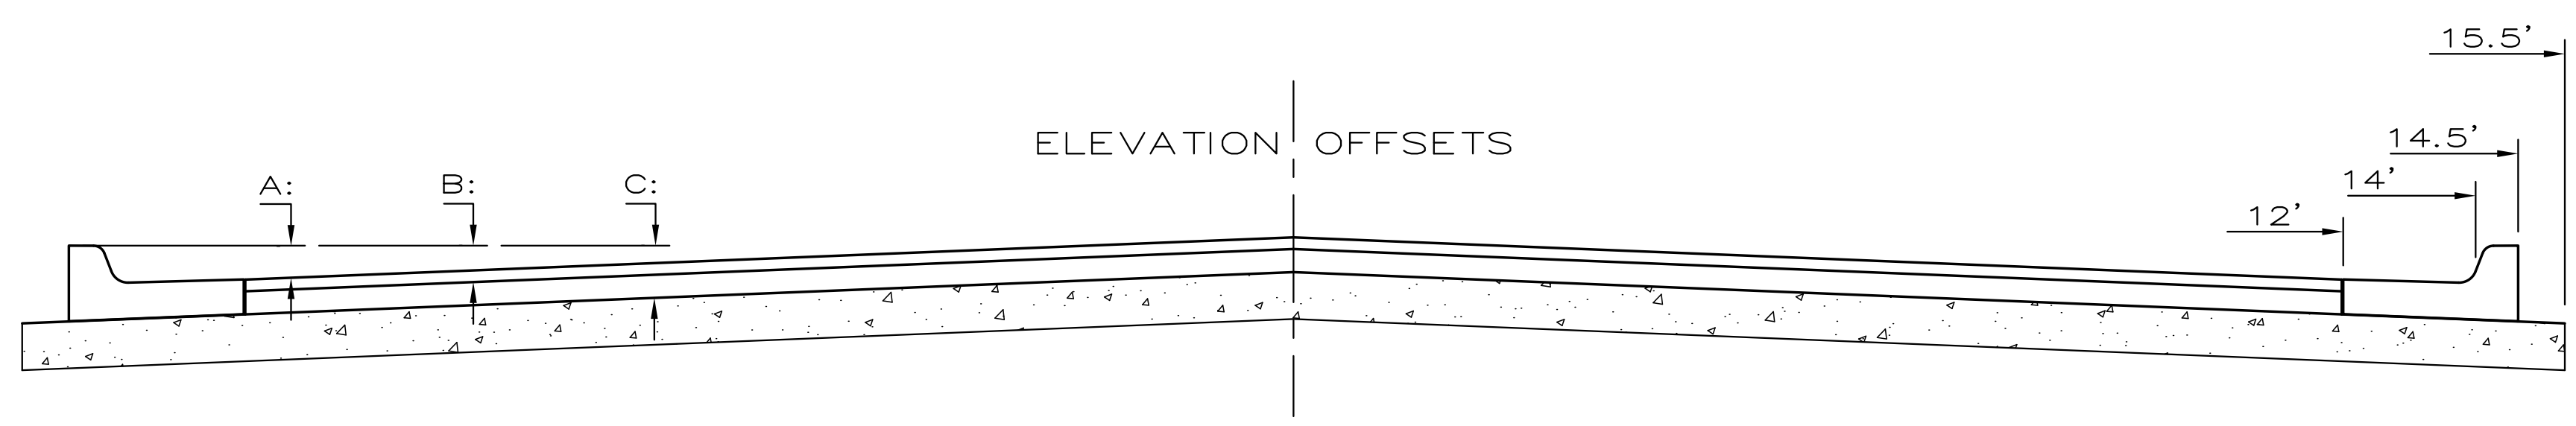 15.5'
ELEVATION OFFSETS
14.5'
A: B: C:
14'
12'